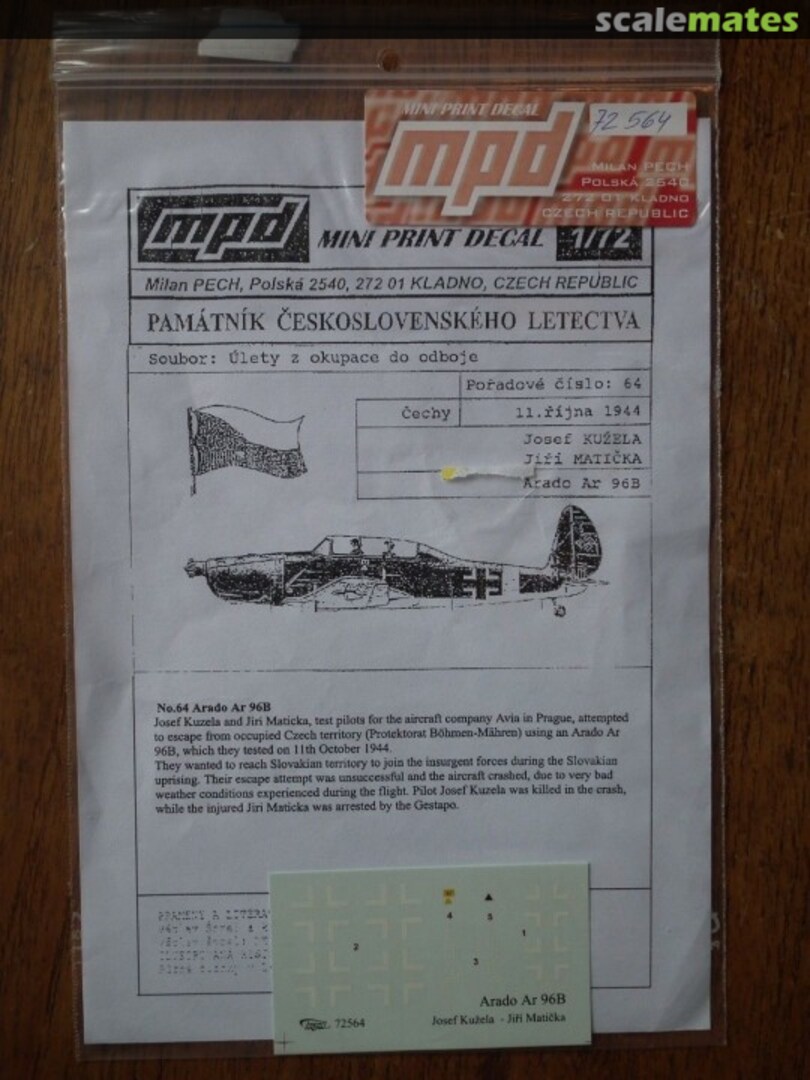 scalemates
MINI PRINT DECAL
mpd
72 564
MILAN PECH
POLSKÁ 2540
272 01 KLADNO
CZECH REPUBLIC
mpd MINI PRINT DECAL 1/72
Milan PECH, Polská 2540, 272 01 KLADNO, CZECH REPUBLIC
PAMÁTNÍK ČESKOSLOVENSKÉHO LETECTVA
Soubor: Úlety z okupace do odboje
Pořadové číslo: 64
Čechy 11.října 1944
Josef KUŽELA
Jiří MATIČKA
Arado Ar 96B
No.64 Arado Ar 96B
Josef Kuzela and Jiri Maticka, test pilots for the aircraft company Avia in Prague, attempted
to escape from occupied Czech territory (Protektorat Böhmen-Mähren) using an Arado Ar
96B, which they tested on 11th October 1944.
They wanted to reach Slovakian territory to join the insurgent forces during the Slovakian
uprising. Their escape attempt was unsuccessful and the aircraft crashed, due to very bad
weather conditions experienced during the flight. Pilot Josef Kuzela was killed in the crash,
while the injured Jiri Maticka was arrested by the Gestapo.
PRAMENY A
4 5
1
2
3
Arado Ar 96B
72564 Josef Kužela - Jiří Matička